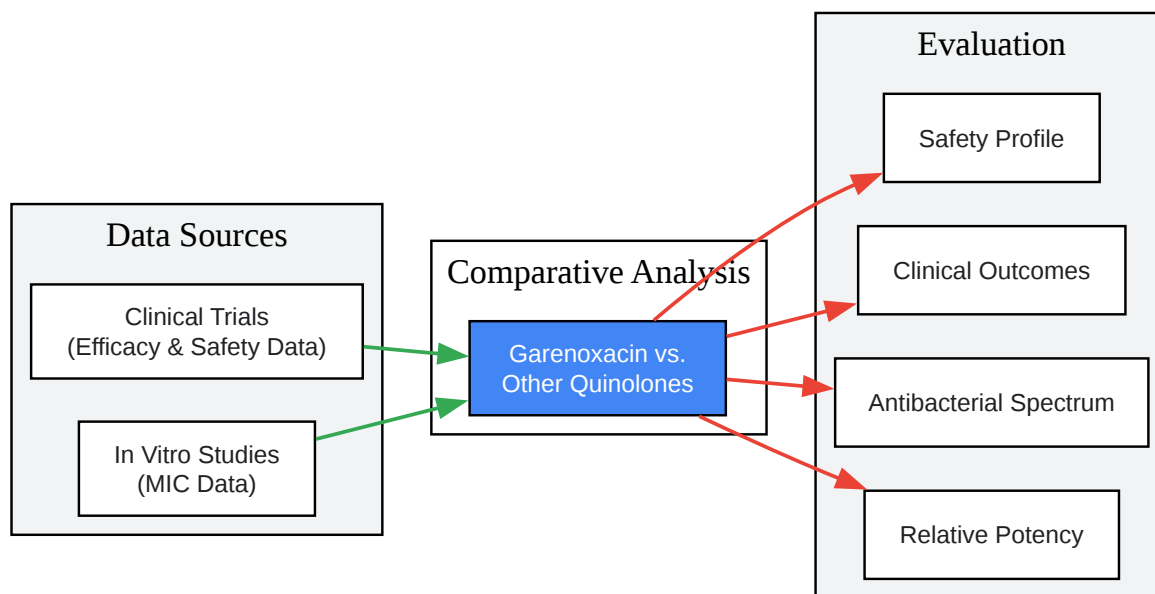 Data Sources
Clinical Trials
(Efficacy & Safety Data)
In Vitro Studies
(MIC Data)
Comparative Analysis
Garenoxacin vs.
Other Quinolones
Evaluation
Safety Profile
Clinical Outcomes
Antibacterial Spectrum
Relative Potency